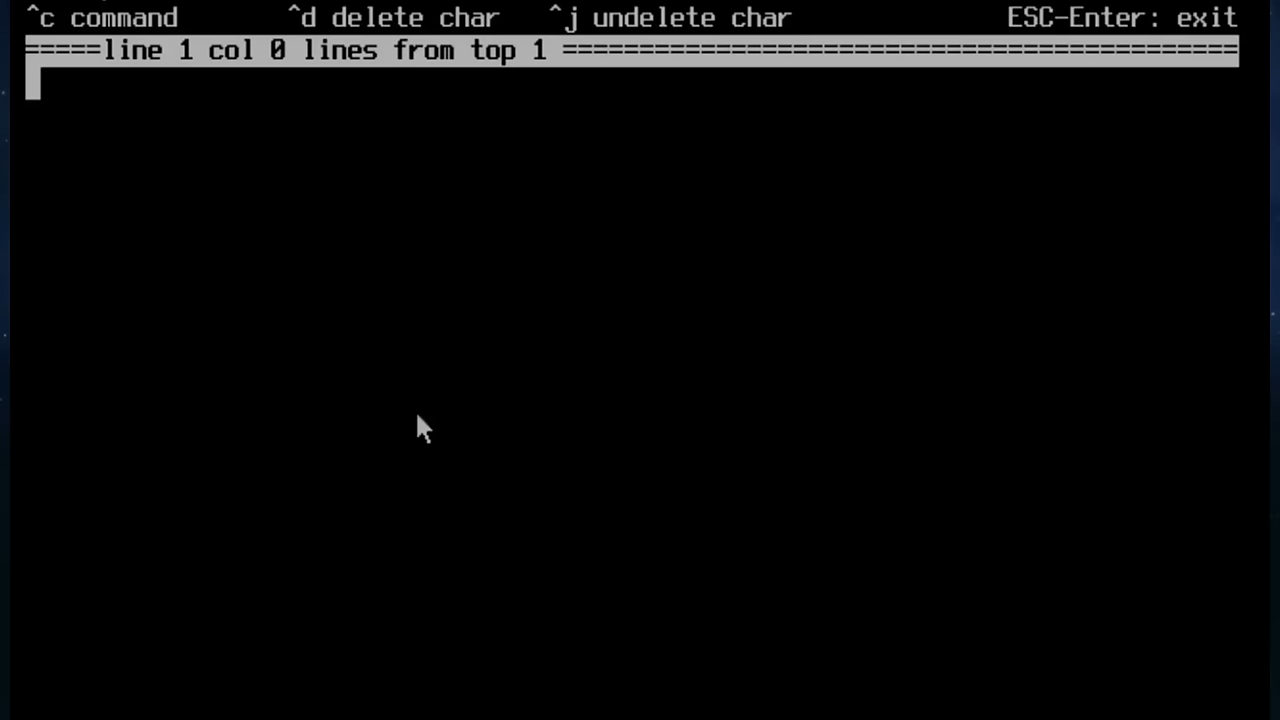 ^c command ^d delete char ^j undelete char ESC-Enter: exit
=====line 1 col 0 lines from top 1 ============================================